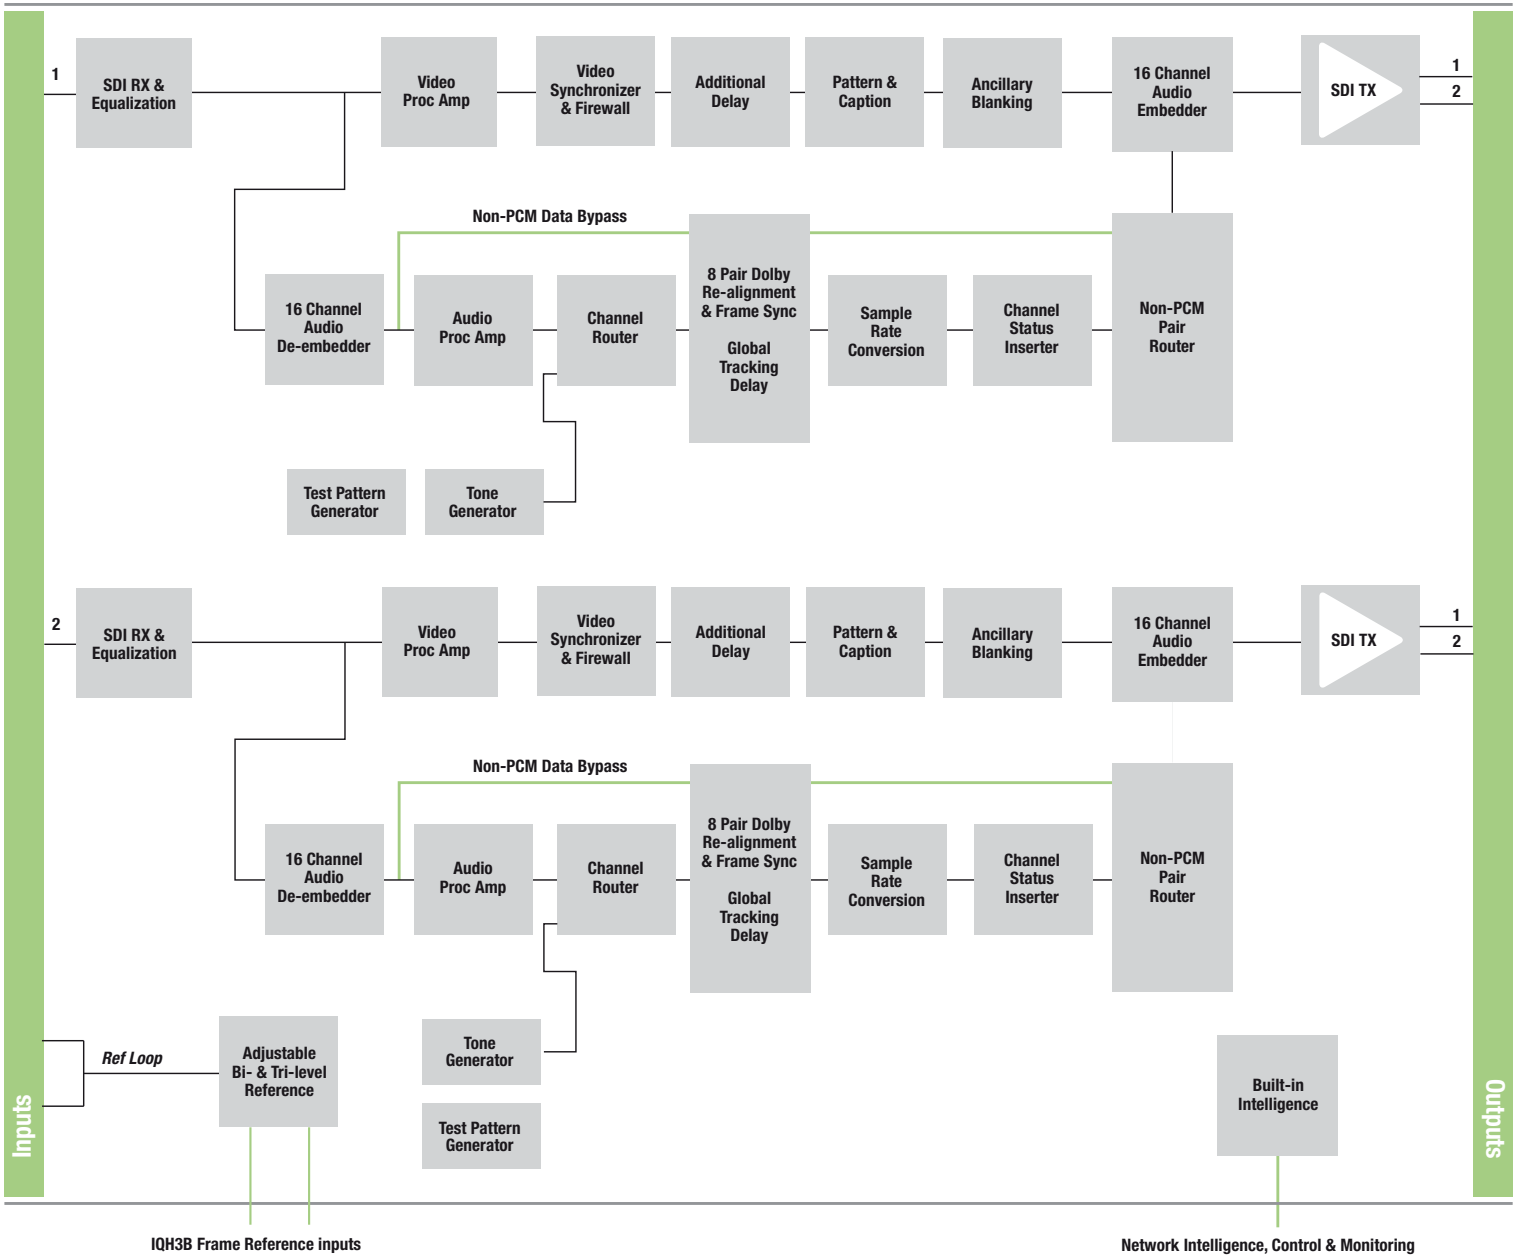 1
SDI RX &
Equalization
Video
Proc Amp
Video
Synchronizer
& Firewall
Additional
Delay
Pattern &
Caption
Ancillary
Blanking
16 Channel
Audio
Embedder
SDI TX
1
2
Non-PCM Data Bypass
16 Channel
Audio
De-embedder
Audio
Proc Amp
Channel
Router
8 Pair Dolby
Re-alignment
& Frame Sync
Global
Tracking
Delay
Sample
Rate
Conversion
Channel
Status
Inserter
Non-PCM
Pair
Router
Test Pattern
Generator
Tone
Generator
2
SDI RX &
Equalization
Video
Proc Amp
Video
Synchronizer
& Firewall
Additional
Delay
Pattern &
Caption
Ancillary
Blanking
16 Channel
Audio
Embedder
SDI TX
1
2
Non-PCM Data Bypass
16 Channel
Audio
De-embedder
Audio
Proc Amp
Channel
Router
8 Pair Dolby
Re-alignment
& Frame Sync
Global
Tracking
Delay
Sample
Rate
Conversion
Channel
Status
Inserter
Non-PCM
Pair
Router
Ref Loop
Adjustable
Bi- & Tri-level
Reference
Tone
Generator
Test Pattern
Generator
Built-in
Intelligence
Inputs
Outputs
IQH3B Frame Reference inputs
Network Intelligence, Control & Monitoring